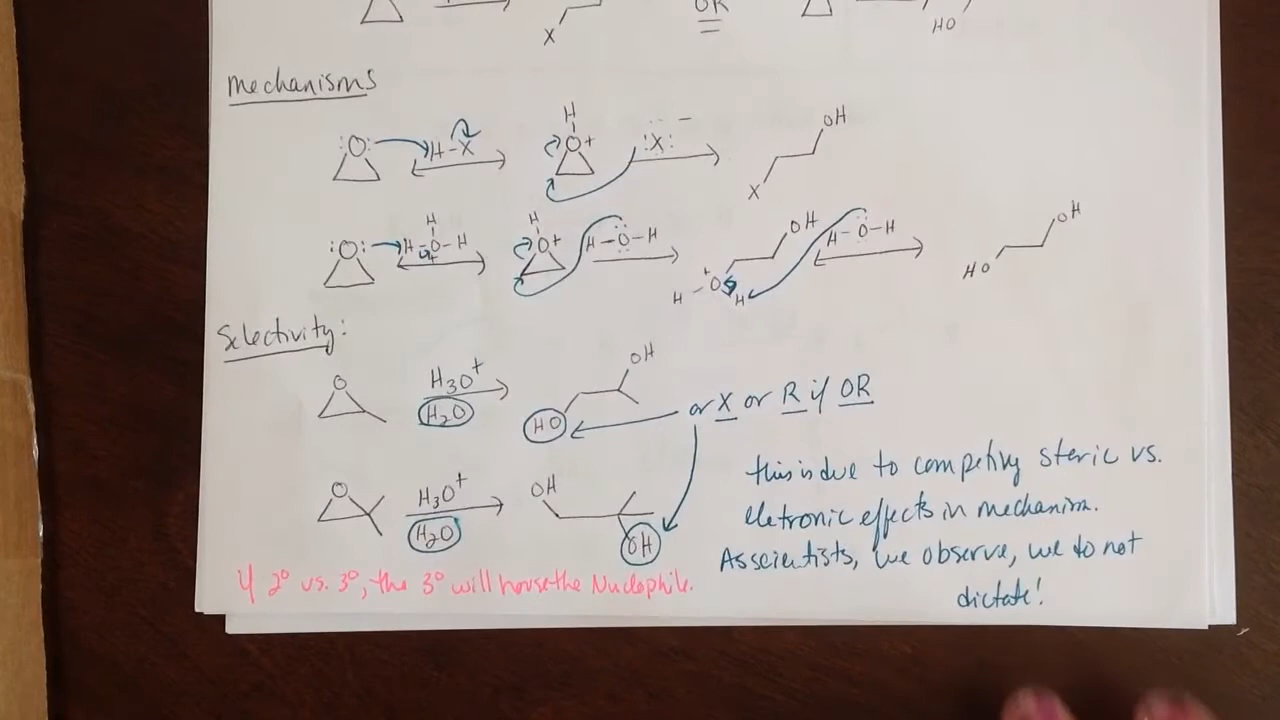 X
OR
HO
Mechanisms
H
:O: H-X O+ :X: - OH
X
H H
:O: H-O-H O+ H-O-H OH H-O-H OH
+ + HO
H-O H
Selectivity:
OH
O H3O+
H2O HO or X or R if OR
this is due to competing steric vs.
O H3O+ OH
eletronic effects in mechanism.
H2O OH
As scientists, we observe, we do not
If 2° vs. 3°, the 3° will house the Nucleophile.
dictate!